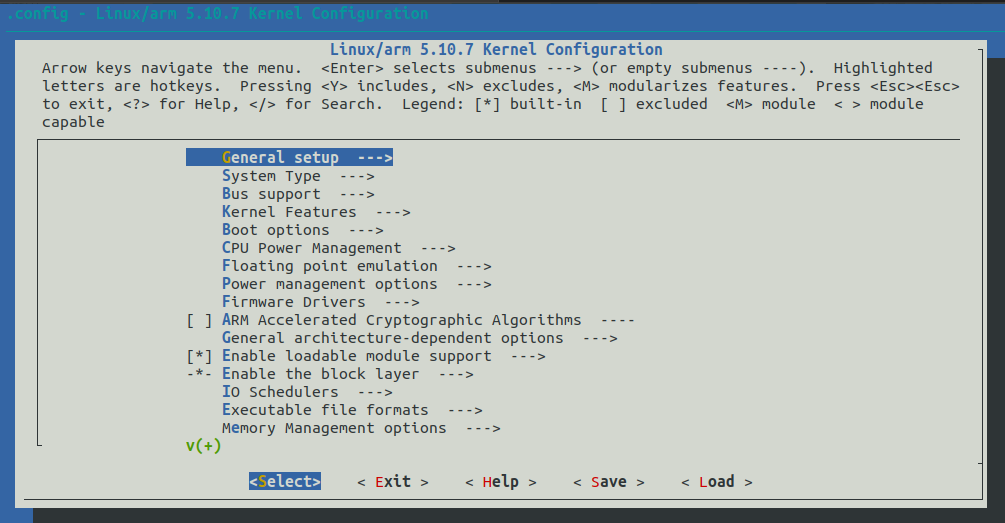 .config - Linux/arm 5.10.7 Kernel Configuration
Linux/arm 5.10.7 Kernel Configuration
Arrow keys navigate the menu.  <Enter> selects submenus ---> (or empty submenus ----).  Highlighted
letters are hotkeys.  Pressing <Y> includes, <N> excludes, <M> modularizes features.  Press <Esc><Esc>
to exit, <?> for Help, </> for Search.  Legend: [*] built-in  [ ] excluded  <M> module  < > module
capable
General setup  --->
System Type  --->
Bus support  --->
Kernel Features  --->
Boot options  --->
CPU Power Management  --->
Floating point emulation  --->
Power management options  --->
Firmware Drivers  --->
[ ] ARM Accelerated Cryptographic Algorithms  ----
General architecture-dependent options  --->
[*] Enable loadable module support  --->
-*- Enable the block layer  --->
IO Schedulers  --->
Executable file formats  --->
Memory Management options  --->
v(+)
<Select>    < Exit >    < Help >    < Save >    < Load >